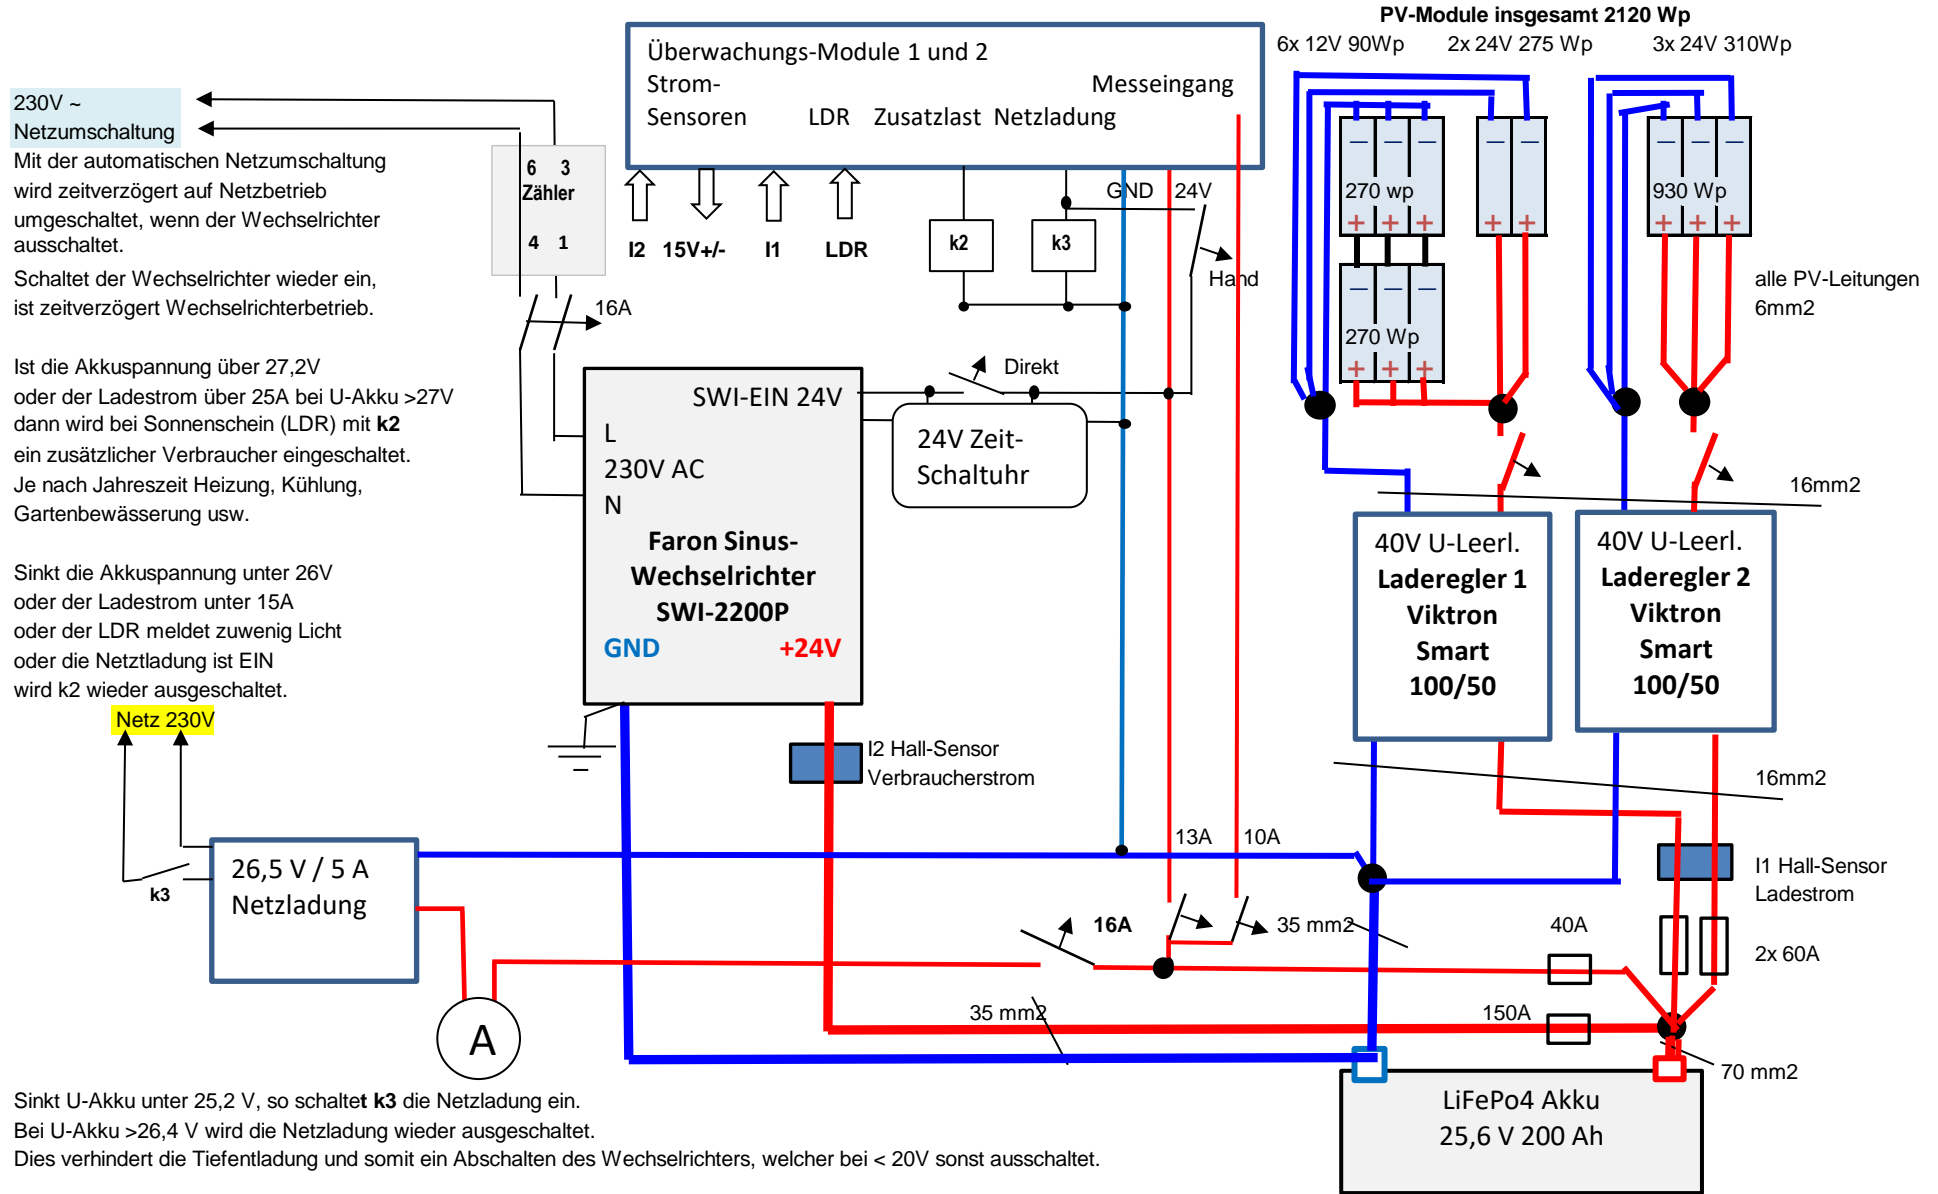 PV-Module insgesamt 2120 Wp
6x 12V 90Wp
2x 24V 275 Wp
3x 24V 310Wp
Überwachungs-Module 1 und 2
Strom-
Sensoren
LDR
Zusatzlast
Netzladung
Messeingang
230V ~
Netzumschaltung
Mit der automatischen Netzumschaltung
wird zeitverzögert auf Netzbetrieb
umgeschaltet, wenn der Wechselrichter
ausschaltet.
Schaltet der Wechselrichter wieder ein,
ist zeitverzögert Wechselrichterbetrieb.
6 3
Zähler
4 1
16A
I2
15V+/-
I1
LDR
k2
k3
GND
24V
Hand
Direkt
— — —
270 wp
+ + +
— — —
270 Wp
+ + +
— —
+ +
— — —
930 Wp
+ + +
alle PV-Leitungen
6mm2
Ist die Akkuspannung über 27,2V
oder der Ladestrom über 25A bei U-Akku >27V
dann wird bei Sonnenschein (LDR) mit k2
ein zusätzlicher Verbraucher eingeschaltet.
Je nach Jahreszeit Heizung, Kühlung,
Gartenbewässerung usw.
SWI-EIN 24V
L
230V AC
N
Faron Sinus-
Wechselrichter
SWI-2200P
GND
+24V
24V Zeit-
Schaltuhr
16mm2
40V U-Leerl.
Laderegler 1
Viktron
Smart
100/50
40V U-Leerl.
Laderegler 2
Viktron
Smart
100/50
Sinkt die Akkuspannung unter 26V
oder der Ladestrom unter 15A
oder der LDR meldet zuwenig Licht
oder die Netztladung ist EIN
wird k2 wieder ausgeschaltet.
Netz 230V
I2 Hall-Sensor
Verbraucherstrom
16mm2
k3
26,5 V / 5 A
Netzladung
13A
10A
I1 Hall-Sensor
Ladestrom
16A
35 mm2
40A
2x 60A
A
35 mm2
150A
70 mm2
LiFePo4 Akku
25,6 V 200 Ah
Sinkt U-Akku unter 25,2 V, so schaltet k3 die Netzladung ein.
Bei U-Akku >26,4 V wird die Netzladung wieder ausgeschaltet.
Dies verhindert die Tiefentladung und somit ein Abschalten des Wechselrichters, welcher bei < 20V sonst ausschaltet.